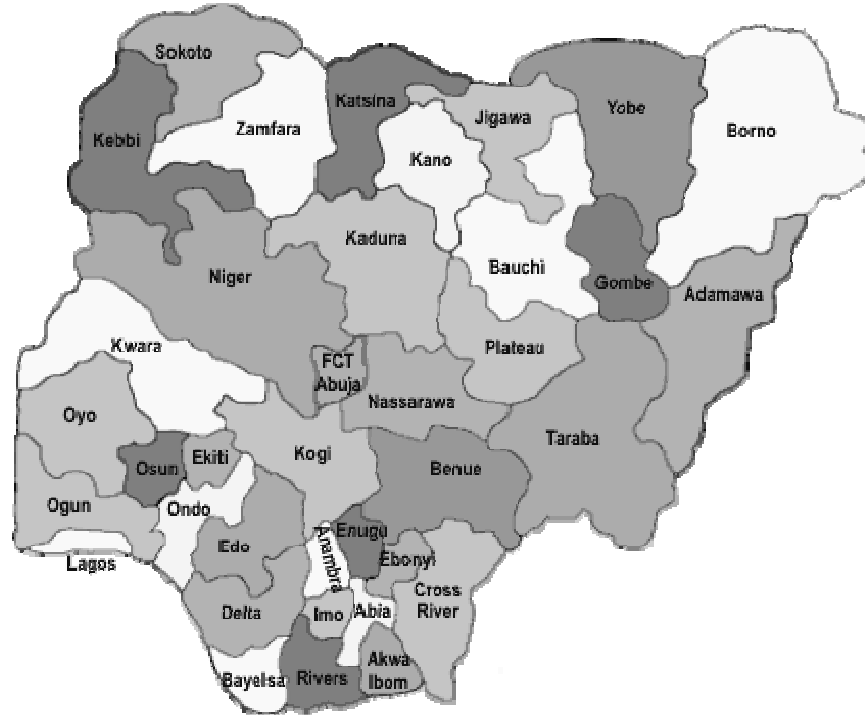 Sokoto
Katsina
Yobe
Jigawa
Zamfara
Borno
Kebbi
Kano
Kaduna
Bauchi
Niger
Gombe
Adamawa
Kwara
Plateau
FCT
Abuja
Nassarawa
Oyo
Taraba
Kogi
Ekiti
Osun
Benue
Ogun
Ondo
Enugu
Edo
Anambra
Ebonyi
Lagos
Cross
River
Delta
Imo
Abia
Akwa
Ibom
Bayelsa
Rivers